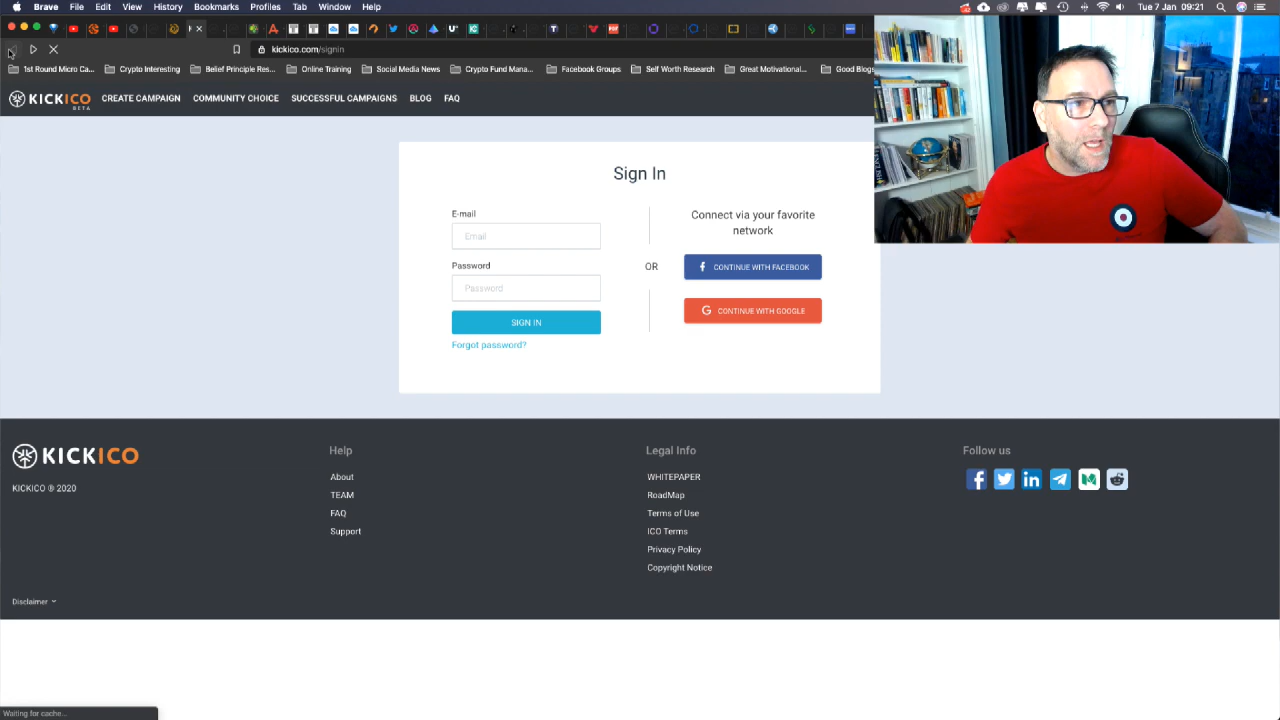 Brave File Edit View History Bookmarks Profiles Tab Window Help
Tue 7 Jan 09:21
kickico.com/signin
1st Round Micro Ca...
Crypto Interesting
Belief
Res...
Online Training
Social Media News
Crypto Fund Mana...
Facebook Groups
Self Worth Research
Great Motivational...
Good Blogs
KICKICO
BETA
CREATE CAMPAIGN
COMMUNITY CHOICE
SUCCESSFUL CAMPAIGNS
BLOG
FAQ
Sign In
E-mail
Email
Password
Password
SIGN IN
Forgot password?
OR
Connect via your favorite
network
CONTINUE WITH FACEBOOK
CONTINUE WITH GOOGLE
KICKICO
KICKICO ® 2020
Help
About
TEAM
FAQ
Support
Legal Info
WHITEPAPER
RoadMap
Terms of Use
ICO Terms
Privacy Policy
Copyright Notice
Follow us
Disclaimer
Waiting for cache...